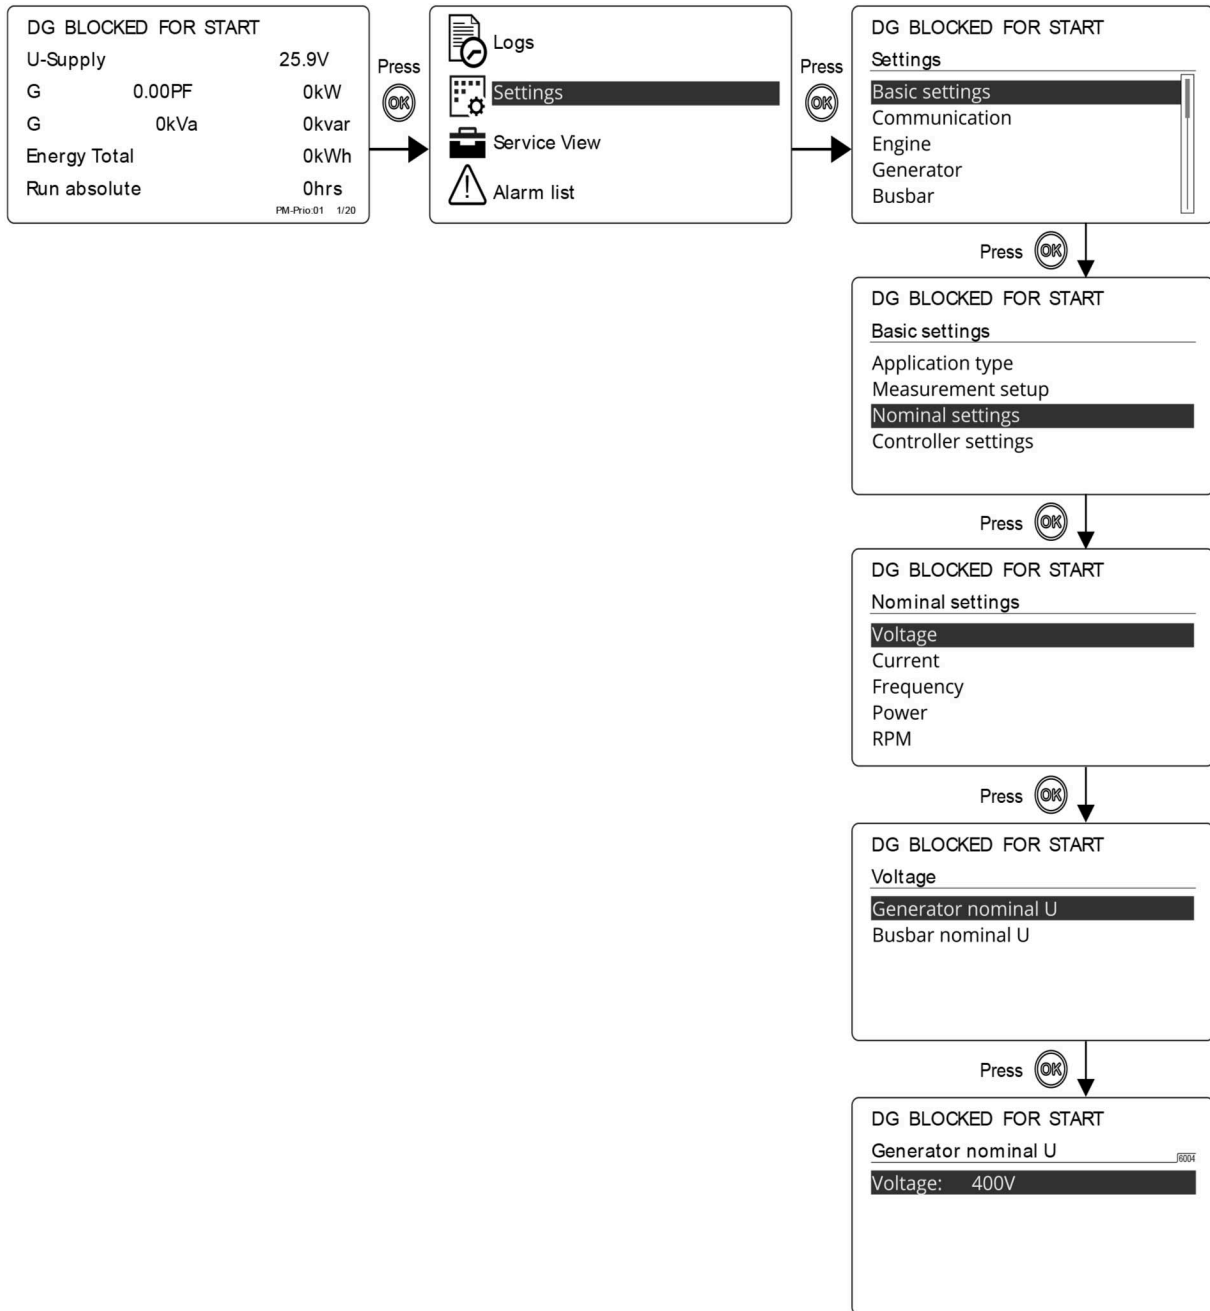 DG BLOCKED FOR START
U-Supply 25.9V
G 0.00PF 0kW
G 0kVa 0kvar
Energy Total 0kWh
Run absolute 0hrs
PM-Prio:01 1/20
Press
OK
Logs
Settings
Service View
Alarm list
Press
OK
DG BLOCKED FOR START
Settings
Basic settings
Communication
Engine
Generator
Busbar
Press OK
DG BLOCKED FOR START
Basic settings
Application type
Measurement setup
Nominal settings
Controller settings
Press OK
DG BLOCKED FOR START
Nominal settings
Voltage
Current
Frequency
Power
RPM
Press OK
DG BLOCKED FOR START
Voltage
Generator nominal U
Busbar nominal U
Press OK
DG BLOCKED FOR START
Generator nominal U 6004
Voltage: 400V